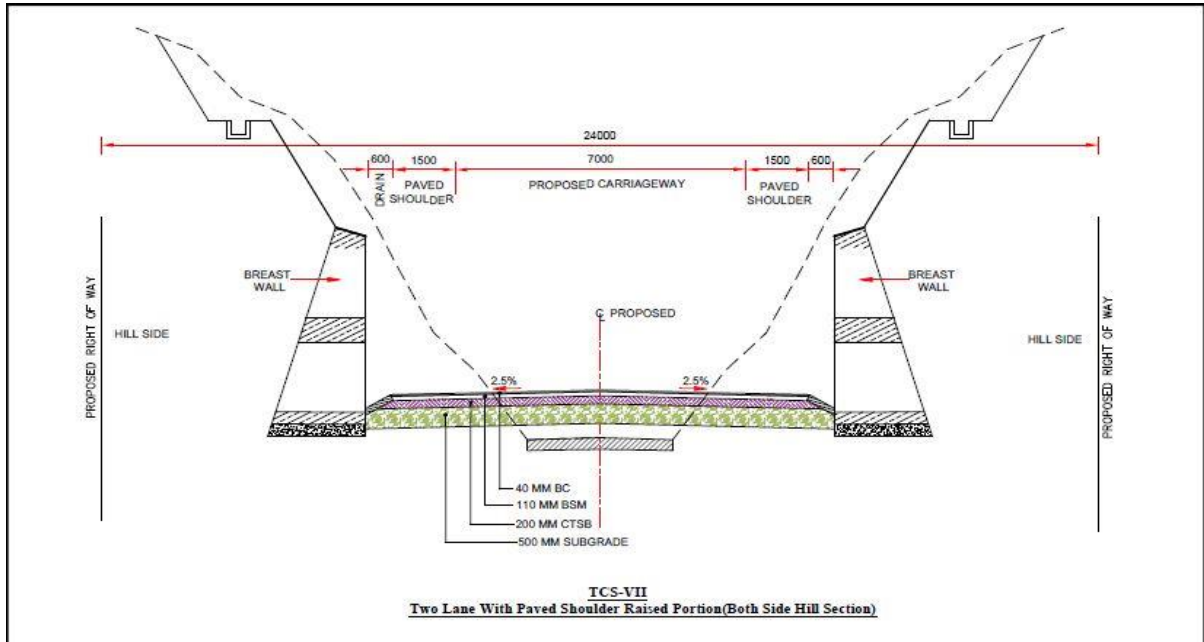 24000
600 1500 7000 1500 600
DRAIN
PAVED
SHOULDER
PROPOSED CARRIAGEWAY
PAVED
SHOULDER
BREAST
WALL
BREAST
WALL
PROPOSED RIGHT OF WAY
HILL SIDE
℄ PROPOSED
HILL SIDE
PROPOSED RIGHT OF WAY
2.5% 2.5%
40 MM BC
110 MM BSM
200 MM CTSB
500 MM SUBGRADE
TCS-VII
Two Lane With Paved Shoulder Raised Portion(Both Side Hill Section)